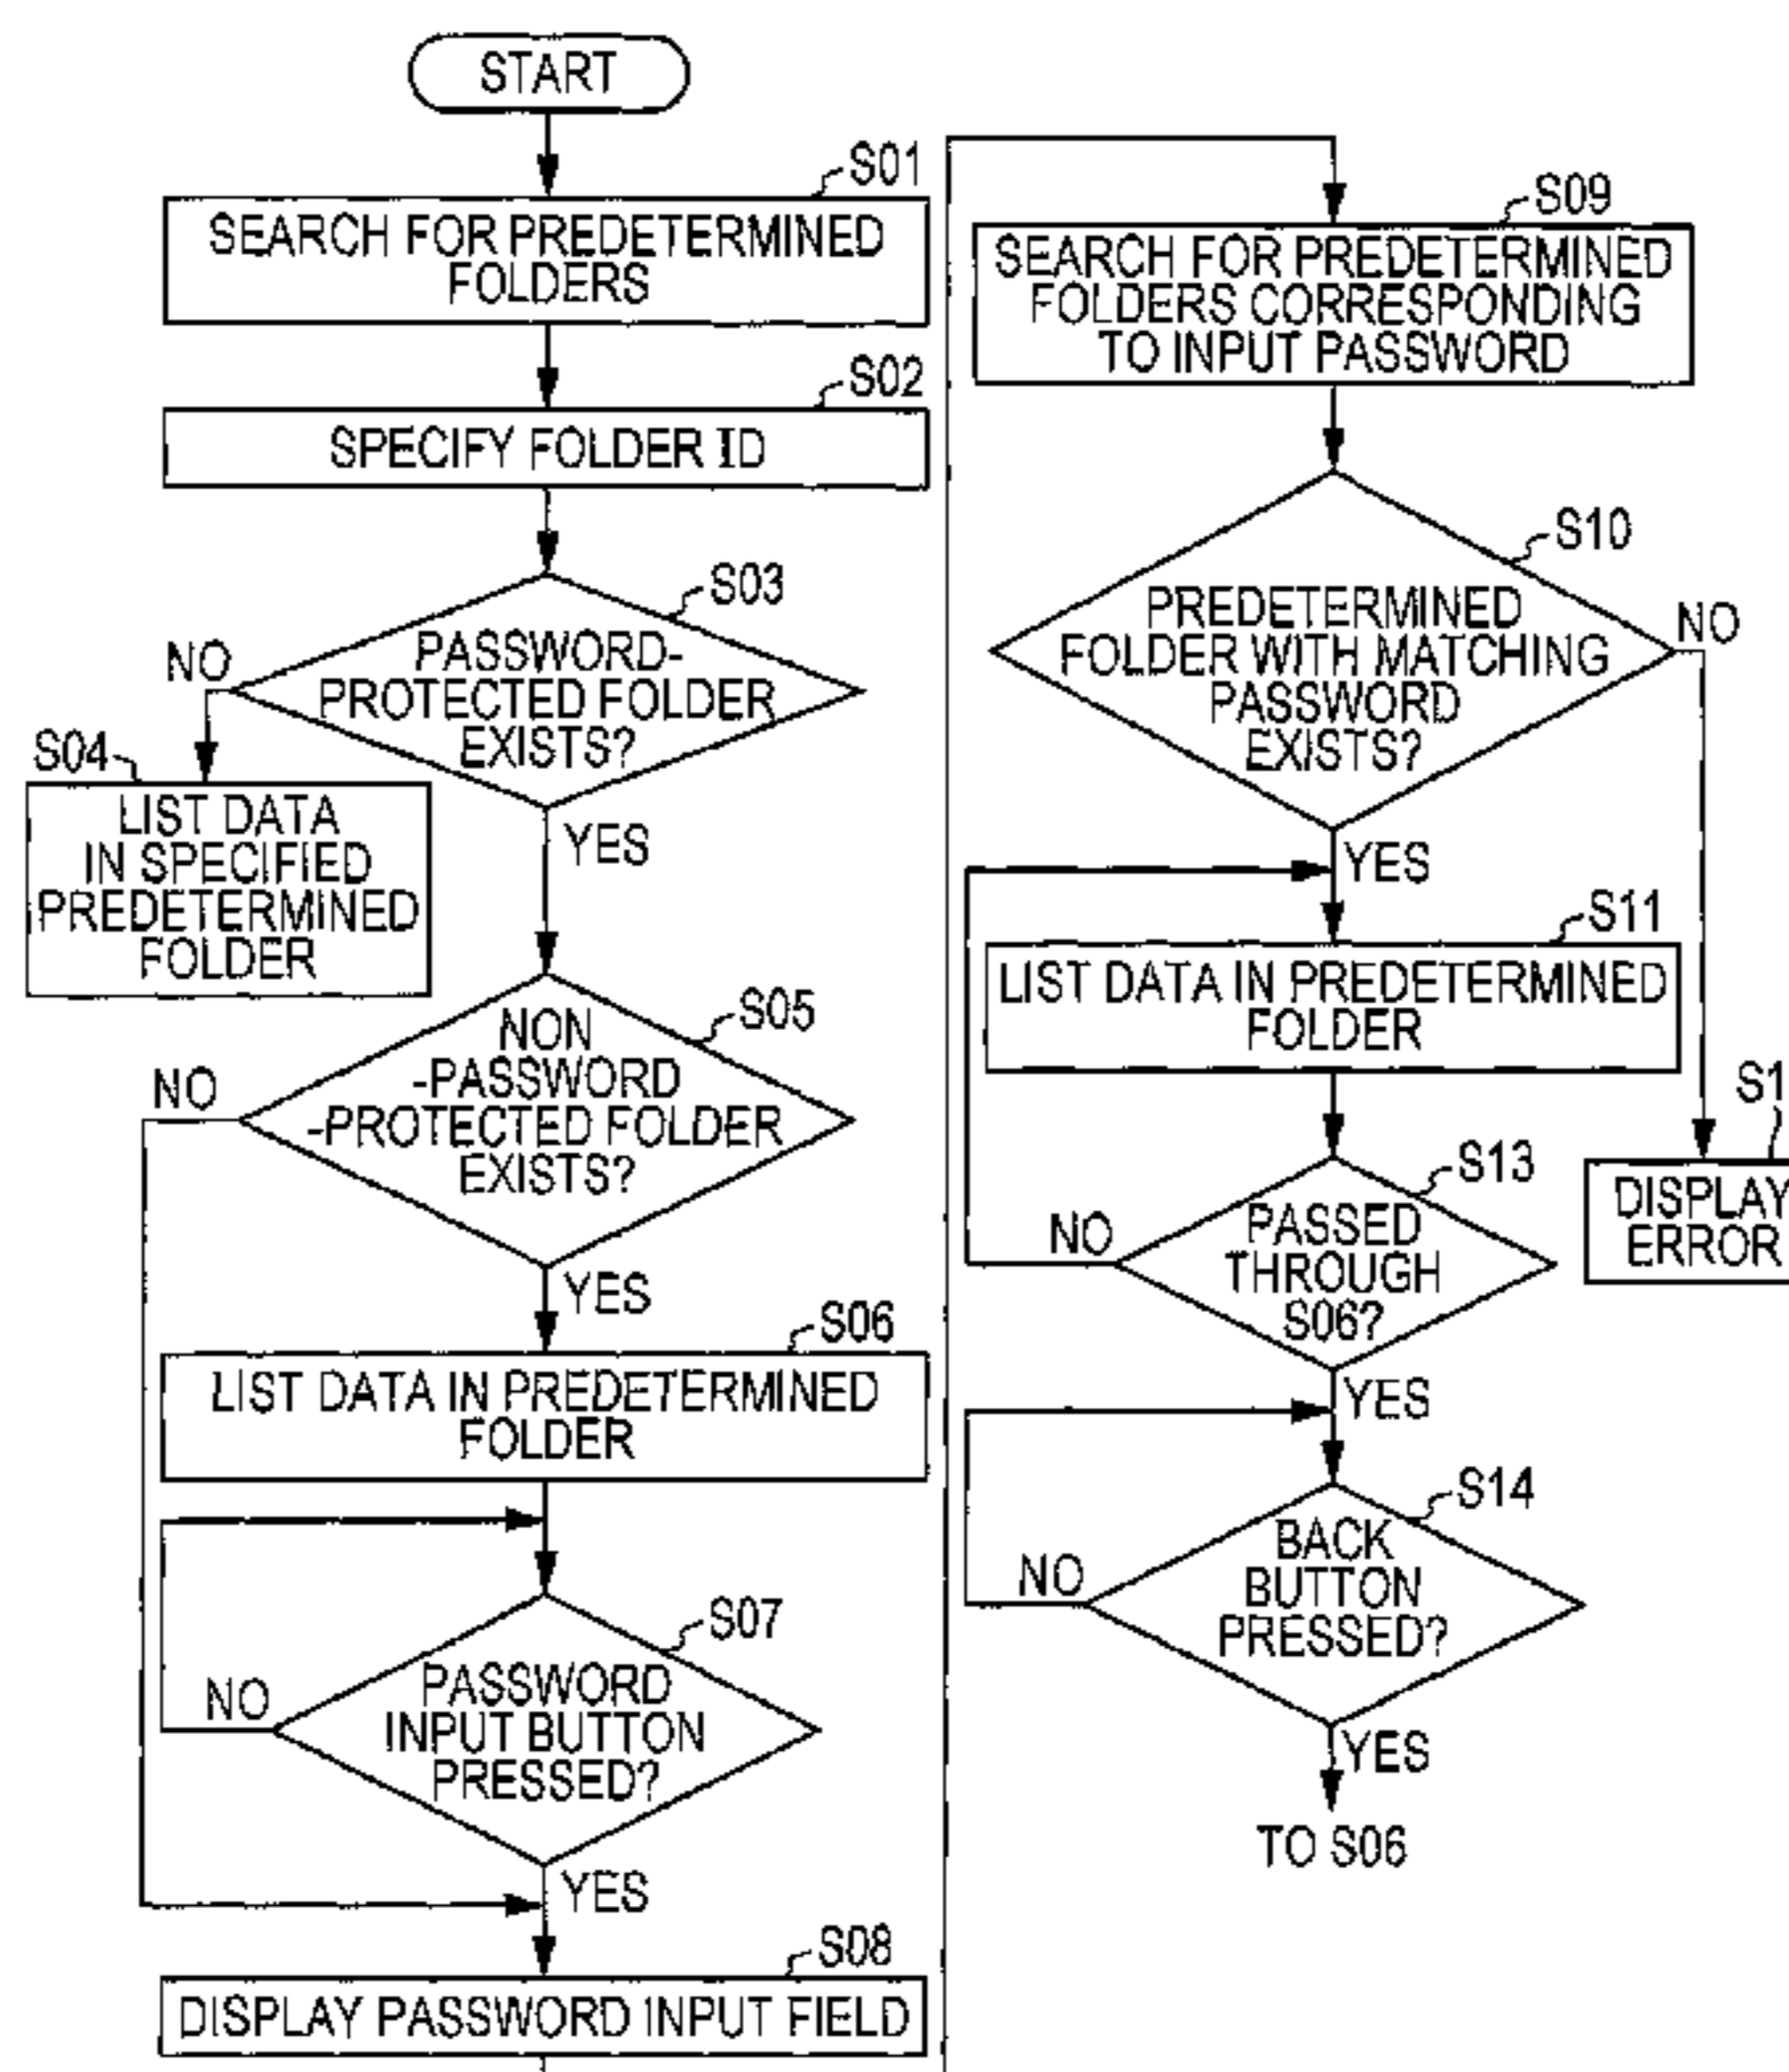 START
S01
SEARCH FOR PREDETERMINED
FOLDERS
S02
SPECIFY FOLDER ID
S03
PASSWORD-
PROTECTED FOLDER
EXISTS?
NO
S04
LIST DATA
IN SPECIFIED
PREDETERMINED
FOLDER
YES
S05
NON
-PASSWORD
-PROTECTED FOLDER
EXISTS?
NO
YES
S06
LIST DATA IN PREDETERMINED
FOLDER
S07
PASSWORD
INPUT BUTTON
PRESSED?
NO
YES
S08
DISPLAY PASSWORD INPUT FIELD
S09
SEARCH FOR PREDETERMINED
FOLDERS CORRESPONDING
TO INPUT PASSWORD
S10
PREDETERMINED
FOLDER WITH MATCHING
PASSWORD
EXISTS?
NO
YES
S11
LIST DATA IN PREDETERMINED
FOLDER
S1
DISPLAY
ERROR
S13
PASSED
THROUGH
S06?
NO
YES
S14
BACK
BUTTON
PRESSED?
NO
YES
TO S06